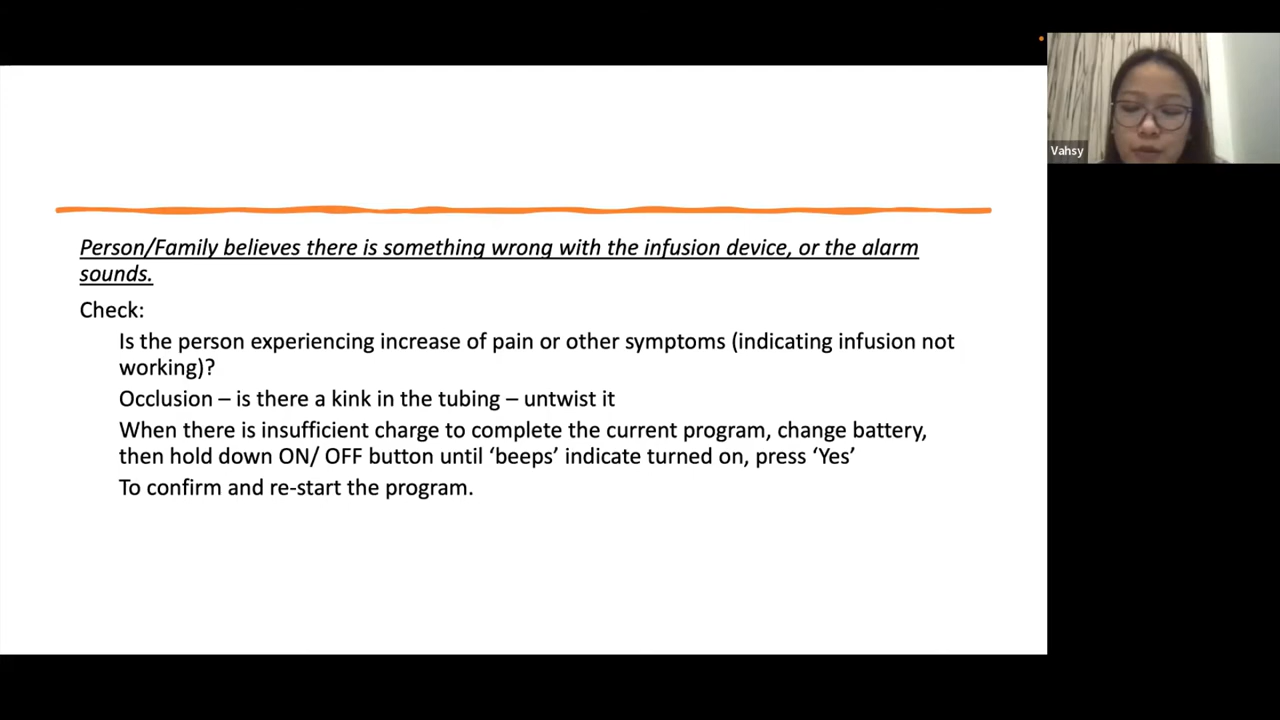 Person/Family believes there is something wrong with the infusion device, or the alarm
sounds.
Check:
Is the person experiencing increase of pain or other symptoms (indicating infusion not
working)?
Occlusion – is there a kink in the tubing – untwist it
When there is insufficient charge to complete the current program, change battery,
then hold down ON/ OFF button until ‘beeps’ indicate turned on, press ‘Yes’
To confirm and re-start the program.
Vahsy